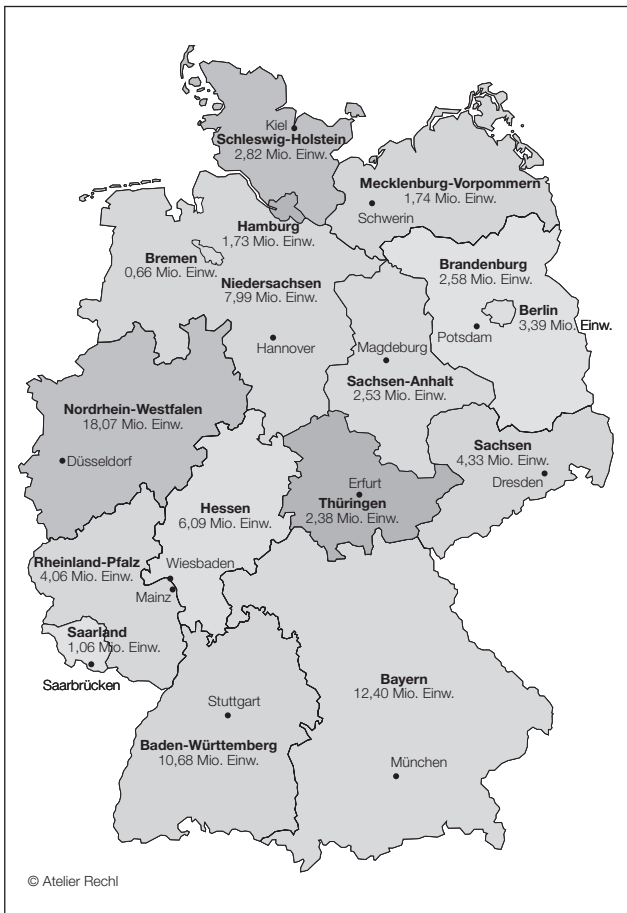 Kiel
Schleswig-Holstein
2,82 Mio. Einw.
Mecklenburg-Vorpommern
1,74 Mio. Einw.
Schwerin
Hamburg
1,73 Mio. Einw.
Bremen
0,66 Mio. Einw.
Niedersachsen
7,99 Mio. Einw.
Hannover
Brandenburg
2,58 Mio. Einw.
Berlin
3,39 Mio. Einw.
Potsdam
Magdeburg
Sachsen-Anhalt
2,53 Mio. Einw.
Nordrhein-Westfalen
18,07 Mio. Einw.
Düsseldorf
Sachsen
4,33 Mio. Einw.
Dresden
Erfurt
Thüringen
2,38 Mio. Einw.
Hessen
6,09 Mio. Einw.
Wiesbaden
Rheinland-Pfalz
4,06 Mio. Einw.
Mainz
Saarland
1,06 Mio. Einw.
Saarbrücken
Bayern
12,40 Mio. Einw.
München
Stuttgart
Baden-Württemberg
10,68 Mio. Einw.
© Atelier Rechl